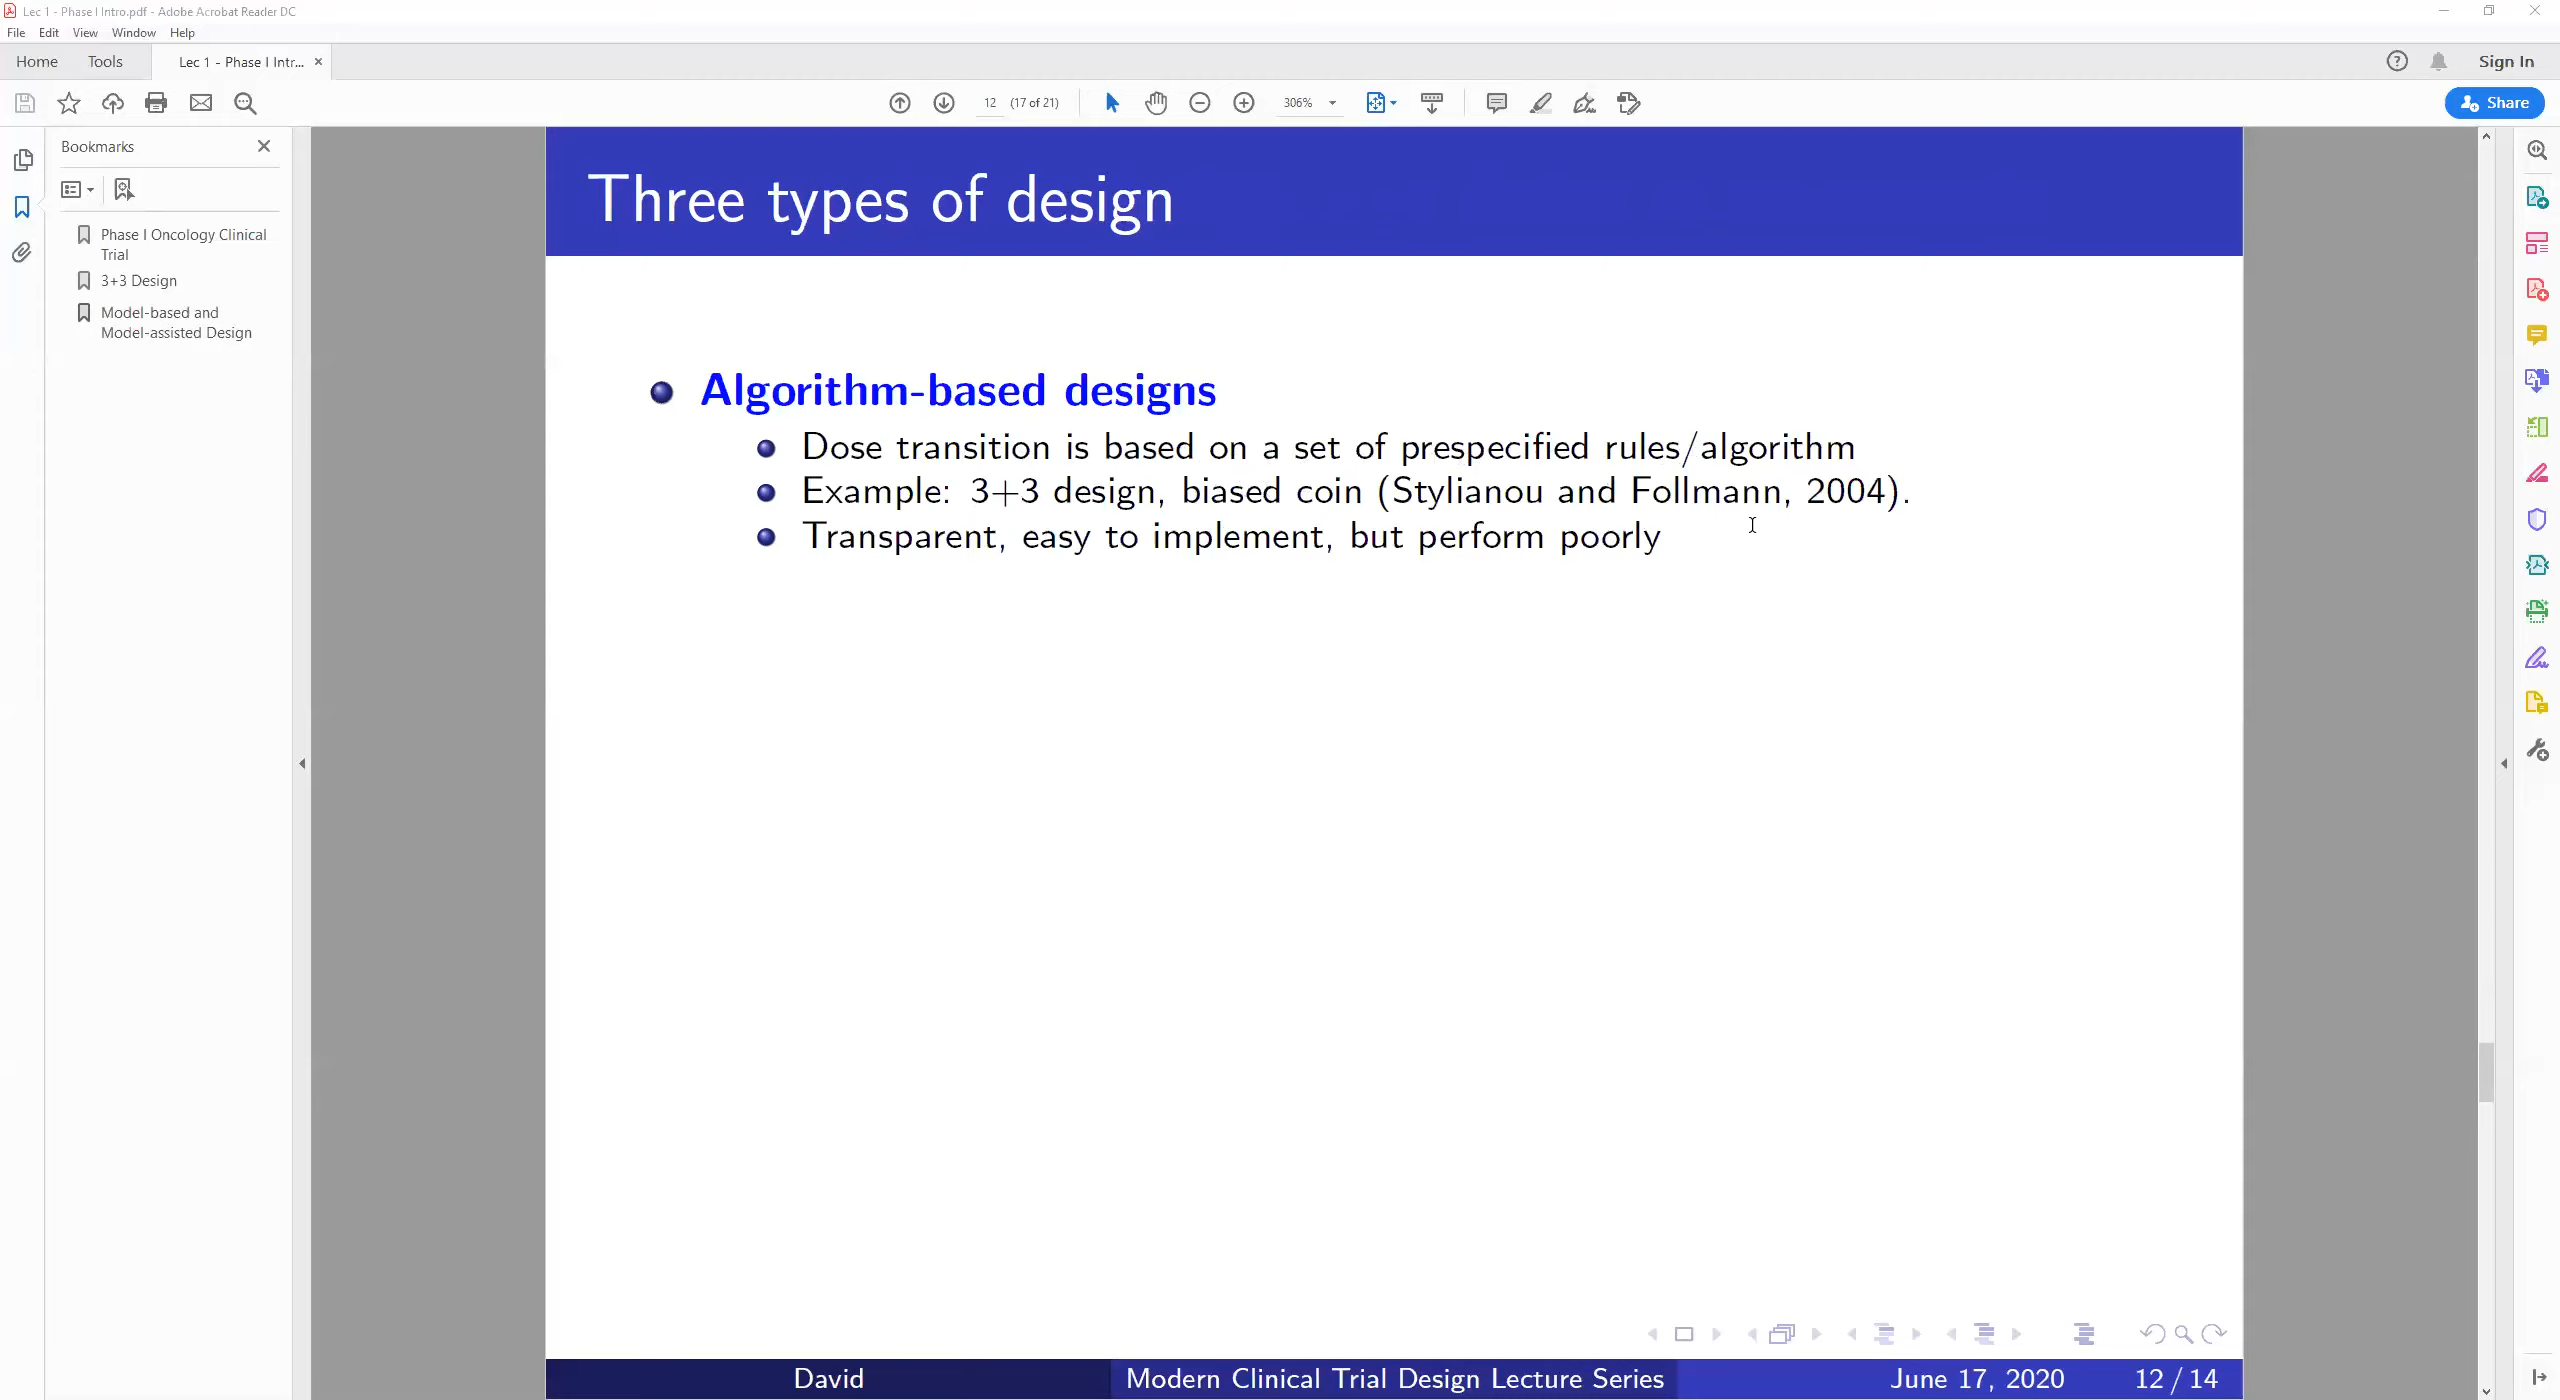 Lec 1 - Phase I Intro.pdf - Adobe Acrobat Reader DC
File Edit View Window Help
Home Tools Lec 1 - Phase I Intr... Sign In
12 (17 of 21) 306% Share
Bookmarks
Phase I Oncology Clinical
Trial
3+3 Design
Model-based and
Model-assisted Design
Three types of design
Algorithm-based designs
Dose transition is based on a set of prespecified rules/algorithm
Example: 3+3 design, biased coin (Stylianou and Follmann, 2004).
Transparent, easy to implement, but perform poorly
David Modern Clinical Trial Design Lecture Series June 17, 2020 12 / 14